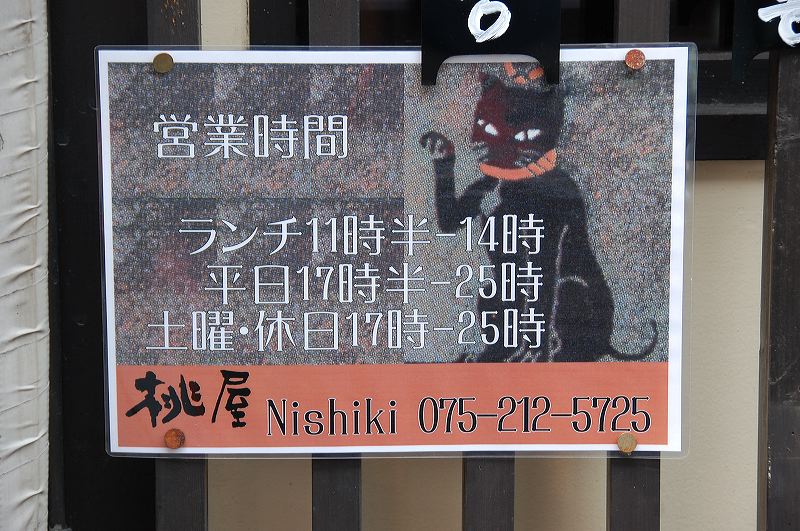 営業時間
ランチ11時半-14時
平日17時半-25時
土曜・休日17時-25時
桃屋 Nishiki 075-212-5725